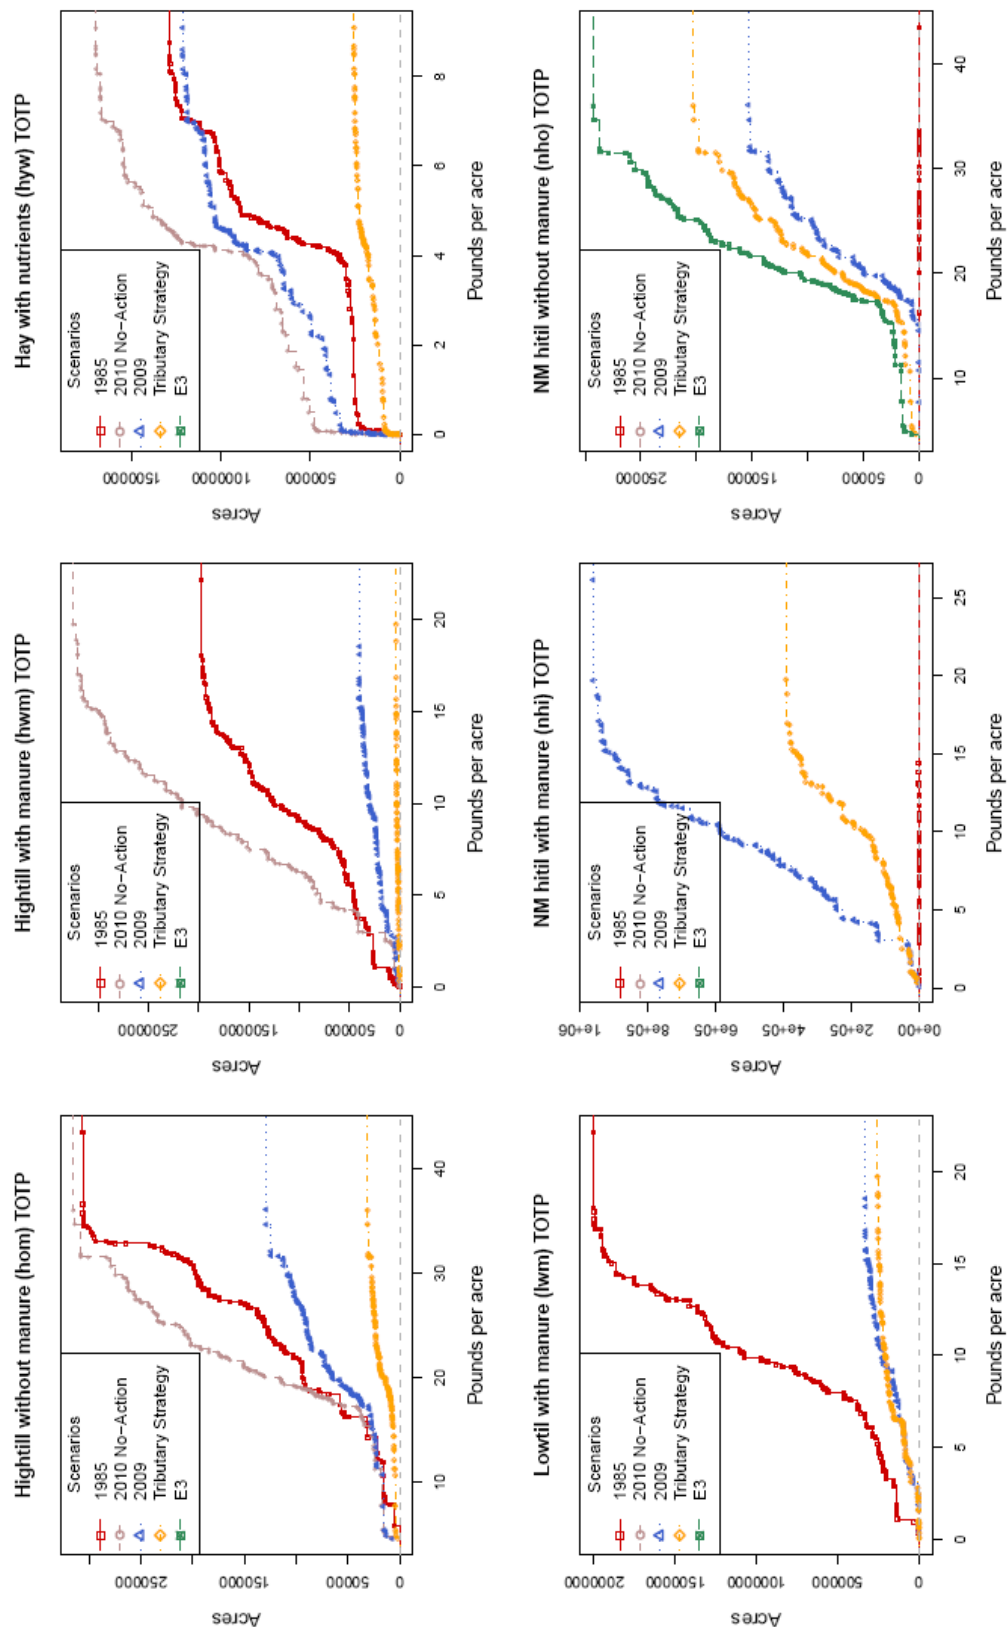 Hightill without manure (hom) TOTP
Acres
0
50000
150000
250000
Scenarios
1985
2010 No−Action
2009
Tributary Strategy
E3
10
20
30
40
Pounds per acre
Hightill with manure (hwm) TOTP
Acres
0
500000
1500000
2500000
Scenarios
1985
2010 No−Action
2009
Tributary Strategy
E3
0
5
10
15
20
Pounds per acre
Hay with nutrients (hyw) TOTP
Acres
0
500000
1000000
1500000
Scenarios
1985
2010 No−Action
2009
Tributary Strategy
E3
0
2
4
6
8
Pounds per acre
Lowtil with manure (lwm) TOTP
Acres
0
500000
1000000
1500000
2000000
Scenarios
1985
2010 No−Action
2009
Tributary Strategy
E3
0
5
10
15
20
Pounds per acre
NM hitil with manure (nhi) TOTP
Acres
0e+00
2e+05
4e+05
6e+05
8e+05
1e+06
Scenarios
1985
2010 No−Action
2009
Tributary Strategy
E3
0
5
10
15
20
25
Pounds per acre
NM hitil without manure (nho) TOTP
Acres
0
50000
150000
250000
Scenarios
1985
2010 No−Action
2009
Tributary Strategy
E3
10
20
30
40
Pounds per acre